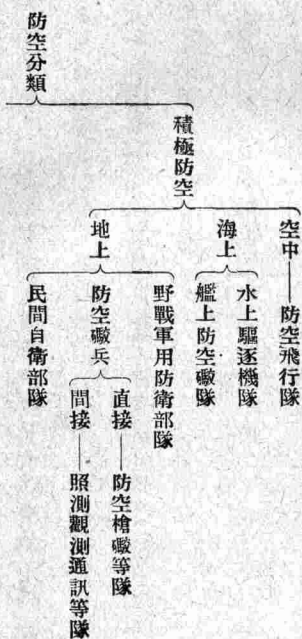 防空分類
積極防空
空中——防空飛行隊
海上
水上驅逐機隊
艦上防空礮隊
地上
野戰軍用防衛部隊
防空礮兵
直接——防空槍礮等隊
間接——照測觀測通訊等隊
民間自衛部隊